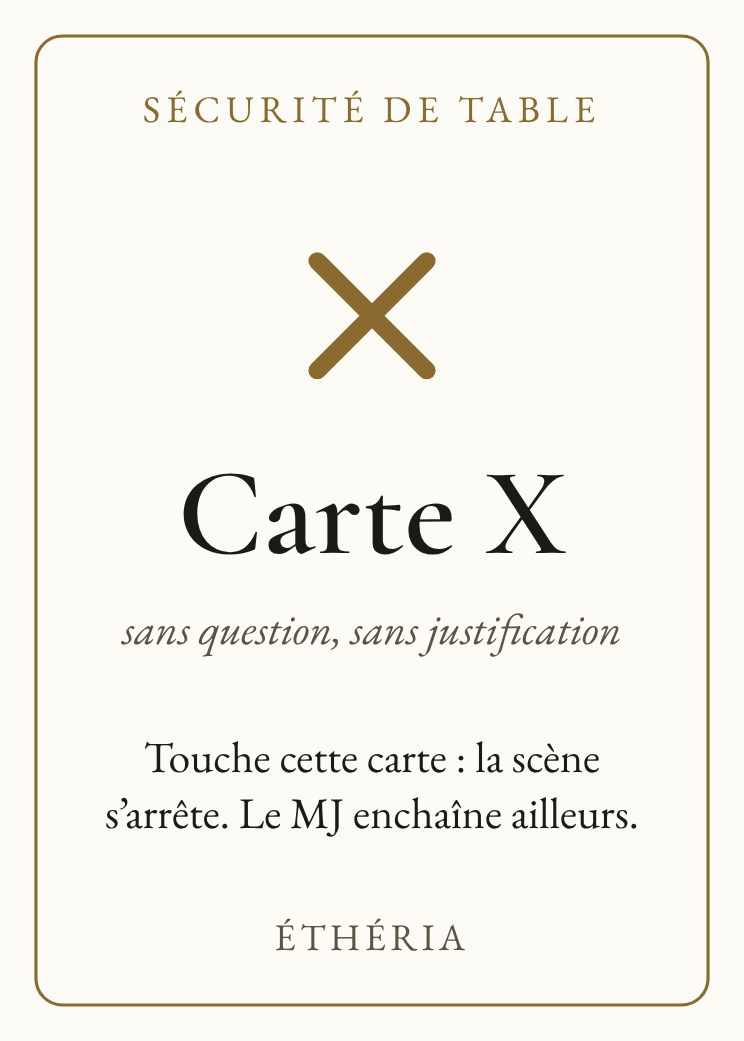 SÉCURITÉ DE TABLE
Carte X
sans question, sans justification
Touche cette carte : la scène
s’arrête. Le MJ enchaîne ailleurs.
ÉTHÉRIA